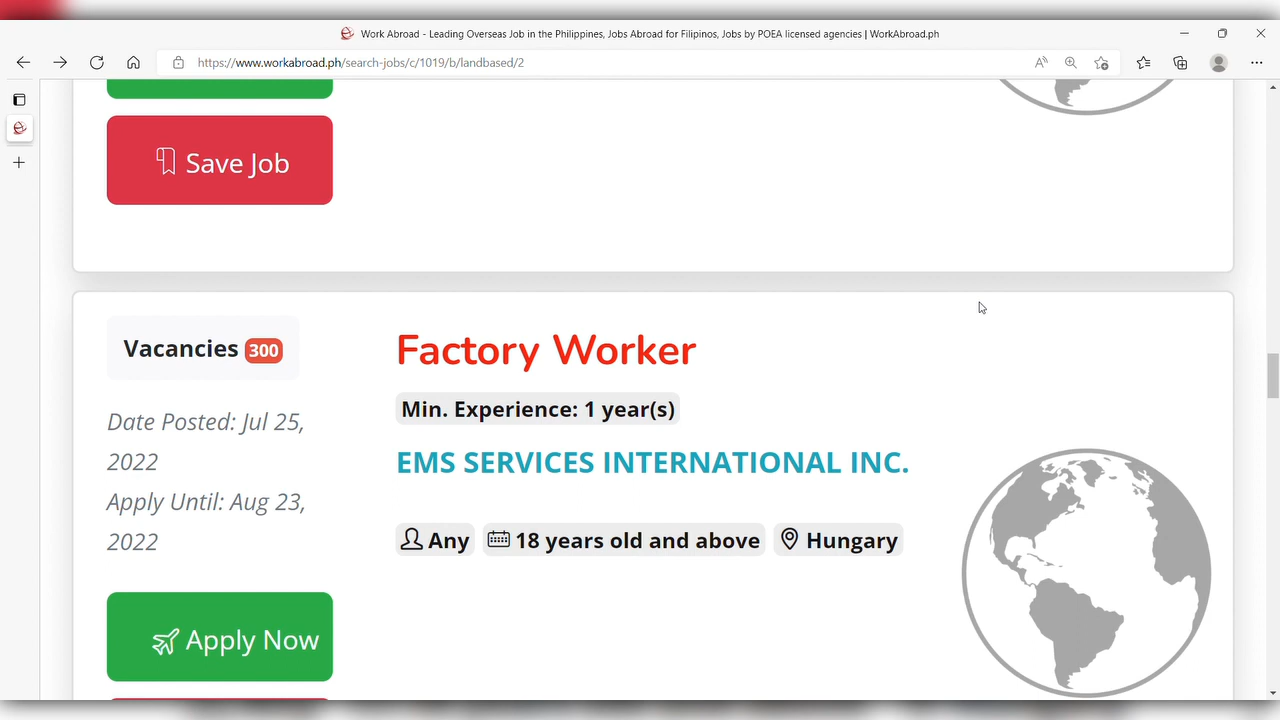 Work Abroad - Leading Overseas Job in the Philippines, Jobs Abroad for Filipinos, Jobs by POEA licensed agencies | WorkAbroad.ph
https://www.workabroad.ph/search-jobs/c/1019/b/landbased/2
Save Job
Vacancies 300
Date Posted: Jul 25,
2022
Apply Until: Aug 23,
2022
Apply Now
Factory Worker
Min. Experience: 1 year(s)
EMS SERVICES INTERNATIONAL INC.
Any 18 years old and above Hungary